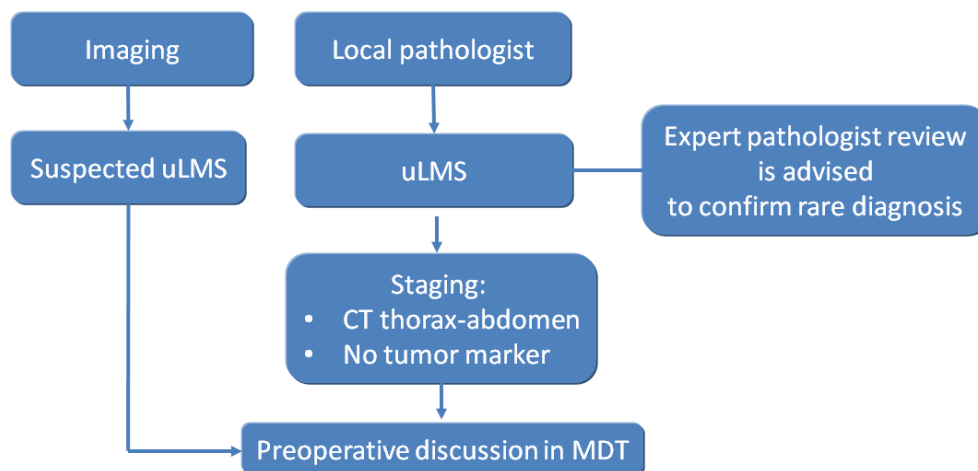 Imaging
Local pathologist
Suspected uLMS
uLMS
Expert pathologist review
is advised
to confirm rare diagnosis
Staging:
• CT thorax-abdomen
• No tumor marker
Preoperative discussion in MDT